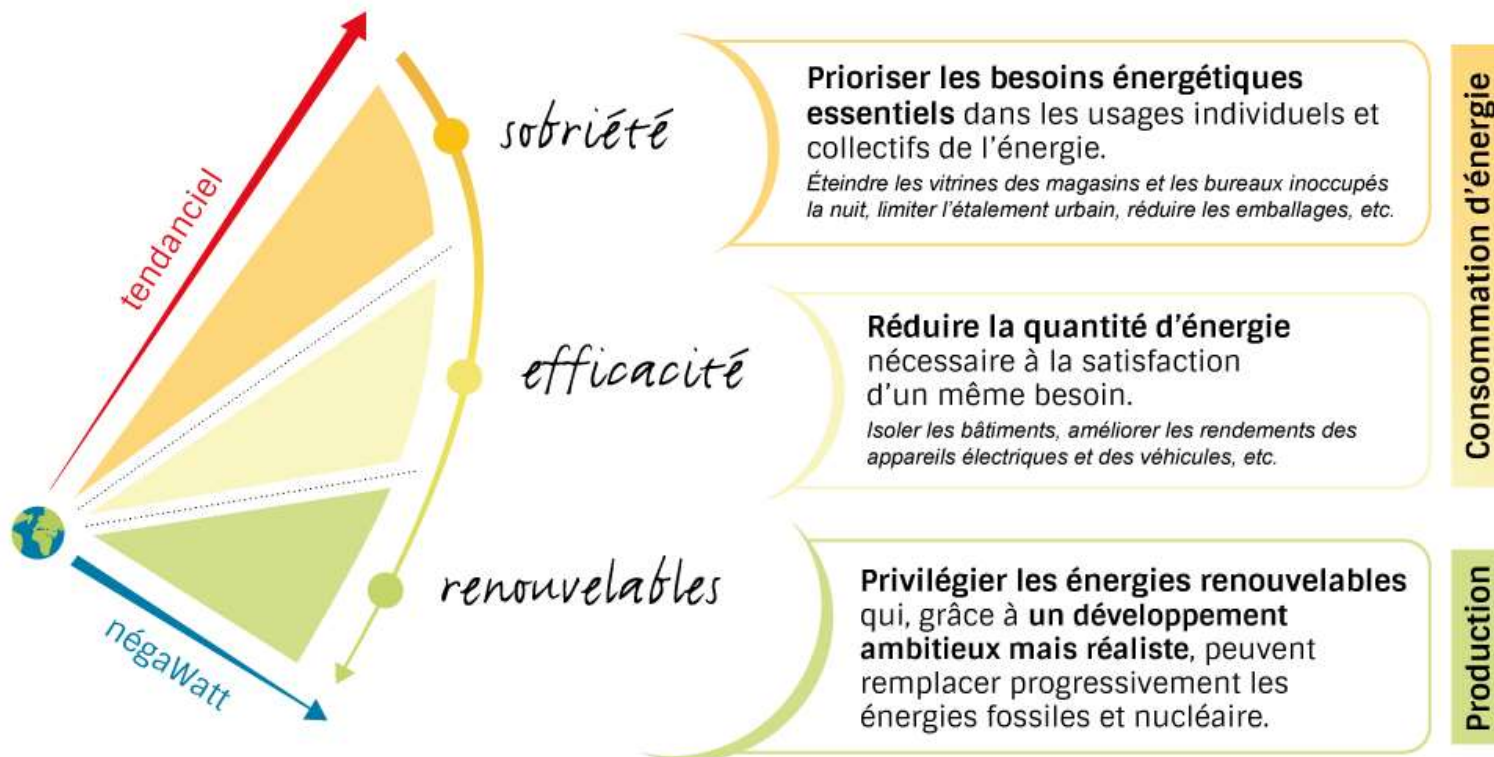 tendanciel
négaWatt
sobriété
Prioriser les besoins énergétiques
essentiels dans les usages individuels et
collectifs de l'énergie.
Éteindre les vitrines des magasins et les bureaux inoccupés
la nuit, limiter l'étalement urbain, réduire les emballages, etc.
efficacité
Réduire la quantité d'énergie
nécessaire à la satisfaction
d'un même besoin.
Isoler les bâtiments, améliorer les rendements des
appareils électriques et des véhicules, etc.
Consommation d'énergie
renouvelables
Privilégier les énergies renouvelables
qui, grâce à un développement
ambitieux mais réaliste, peuvent
remplacer progressivement les
énergies fossiles et nucléaire.
Production